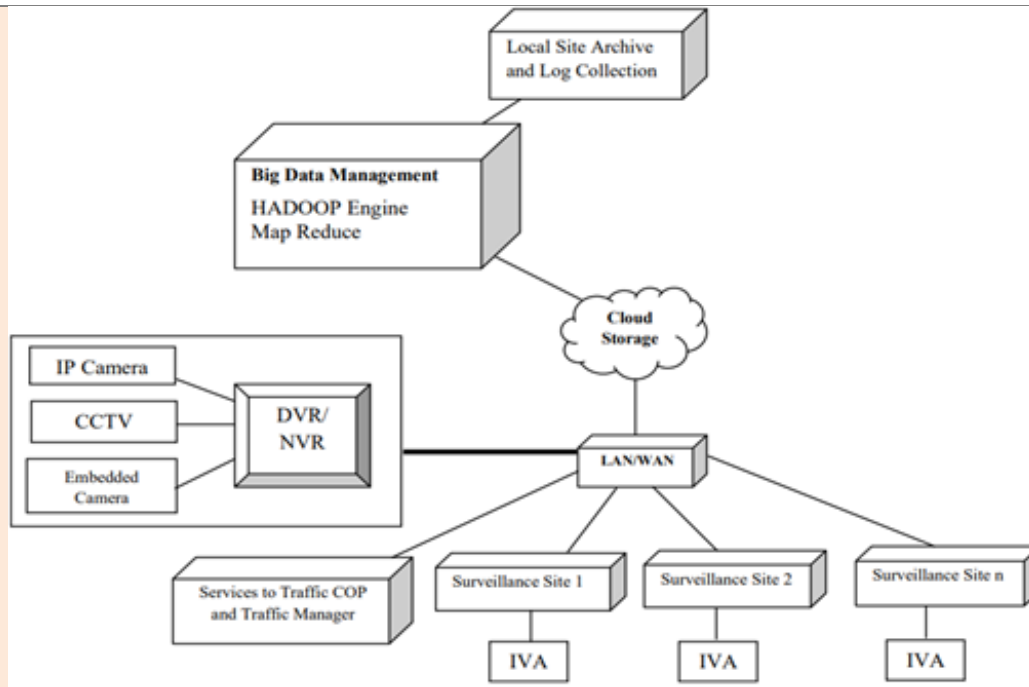 Local Site Archive
and Log Collection
Big Data Management
HADOOP Engine
Map Reduce
Cloud
Storage
IP Camera
CCTV
Embedded
Camera
DVR/
NVR
LAN/WAN
Services to Traffic COP
and Traffic Manager
Surveillance Site 1
Surveillance Site 2
Surveillance Site n
IVA
IVA
IVA